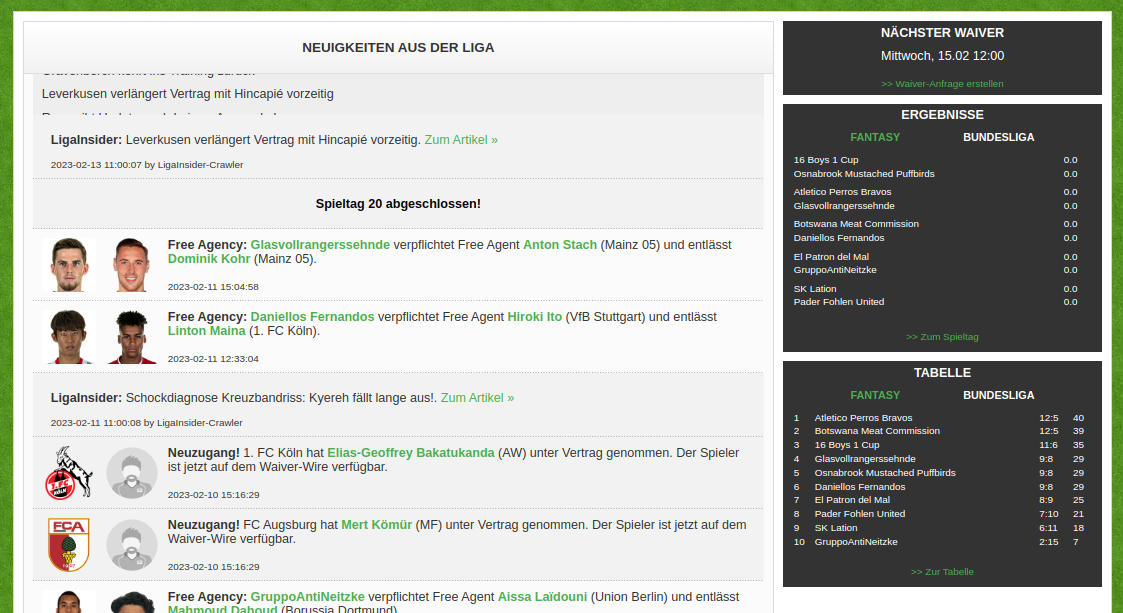 NEUIGKEITEN AUS DER LIGA
Leverkusen verlängert Vertrag mit Hincapié vorzeitig
LigaInsider: Leverkusen verlängert Vertrag mit Hincapié vorzeitig. Zum Artikel »
2023-02-13 11:00:07 by LigaInsider-Crawler
Spieltag 20 abgeschlossen!
Free Agency: Glasvollrangerssehnde verpflichtet Free Agent Anton Stach (Mainz 05) und entlässt
Dominik Kohr (Mainz 05).
2023-02-11 15:04:58
Free Agency: Daniellos Fernandos verpflichtet Free Agent Hiroki Ito (VfB Stuttgart) und entlässt
Linton Maina (1. FC Köln).
2023-02-11 12:33:04
LigaInsider: Schockdiagnose Kreuzbandriss: Kyereh fällt lange aus!. Zum Artikel »
2023-02-11 11:00:08 by LigaInsider-Crawler
Neuzugang! 1. FC Köln hat Elias-Geoffrey Bakatukanda (AW) unter Vertrag genommen. Der Spieler
ist jetzt auf dem Waiver-Wire verfügbar.
2023-02-10 15:16:29
Neuzugang! FC Augsburg hat Mert Kömür (MF) unter Vertrag genommen. Der Spieler ist jetzt auf dem
Waiver-Wire verfügbar.
2023-02-10 15:16:29
FCA
1907
Free Agency: GruppoAntiNeitzke verpflichtet Free Agent Aissa Laïdouni (Union Berlin) und entlässt
Mahmoud Dahoud (Borussia Dortmund).
NÄCHSTER WAIVER
Mittwoch, 15.02 12:00
>> Waiver-Anfrage erstellen
ERGEBNISSE
FANTASY BUNDESLIGA
16 Boys 1 Cup 0.0
Osnabrook Mustached Puffbirds 0.0
Atletico Perros Bravos 0.0
Glasvollrangerssehnde 0.0
Botswana Meat Commission 0.0
Daniellos Fernandos 0.0
El Patron del Mal 0.0
GruppoAntiNeitzke 0.0
SK Lation 0.0
Pader Fohlen United 0.0
>> Zum Spieltag
TABELLE
FANTASY BUNDESLIGA
1 Atletico Perros Bravos 12:5 40
2 Botswana Meat Commission 12:5 39
3 16 Boys 1 Cup 11:6 35
4 Glasvollrangerssehnde 9:8 29
5 Osnabrook Mustached Puffbirds 9:8 29
6 Daniellos Fernandos 9:8 29
7 El Patron del Mal 8:9 25
8 Pader Fohlen United 7:10 21
9 SK Lation 6:11 18
10 GruppoAntiNeitzke 2:15 7
>> Zur Tabelle